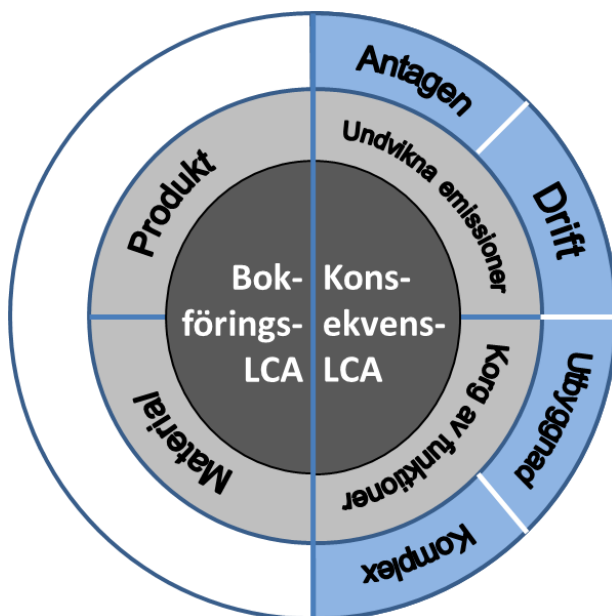 Antagen
Undvikna emissioner
Produkt
Drift
Bok-
förings-
LCA
Kons-
ekvens-
LCA
Material
Korg av funktioner
Utbyggnad
Komplex